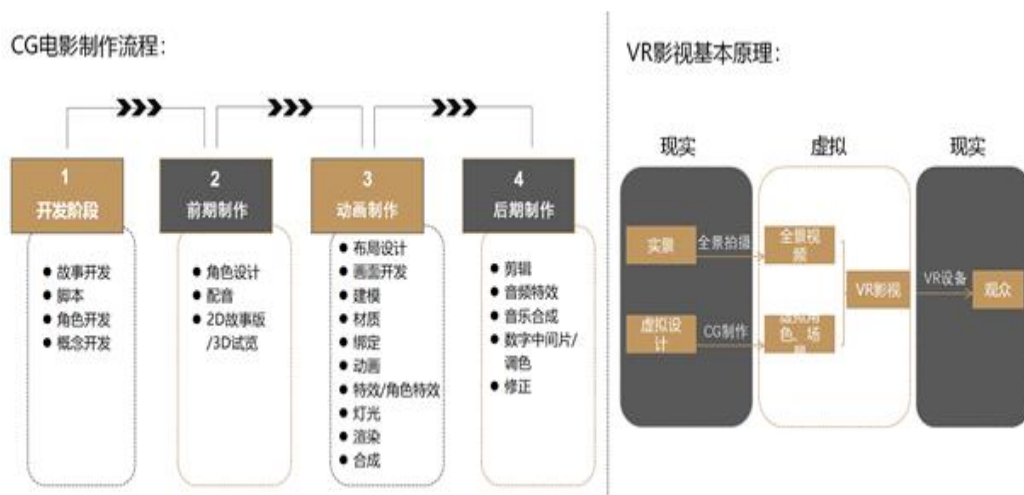 CG电影制作流程：
1
开发阶段
故事开发
脚本
角色开发
概念开发
2
前期制作
角色设计
配音
2D故事版
/3D试览
3
动画制作
布局设计
画面开发
建模
材质
绑定
动画
特效/角色特效
灯光
渲染
合成
4
后期制作
剪辑
音频特效
音乐合成
数字中间片/
调色
修正
VR影视基本原理：
现实
虚拟
现实
实景
全景拍摄
全景视
频
虚拟设
计
CG制作
色、场
VR影视
VR设备
观众